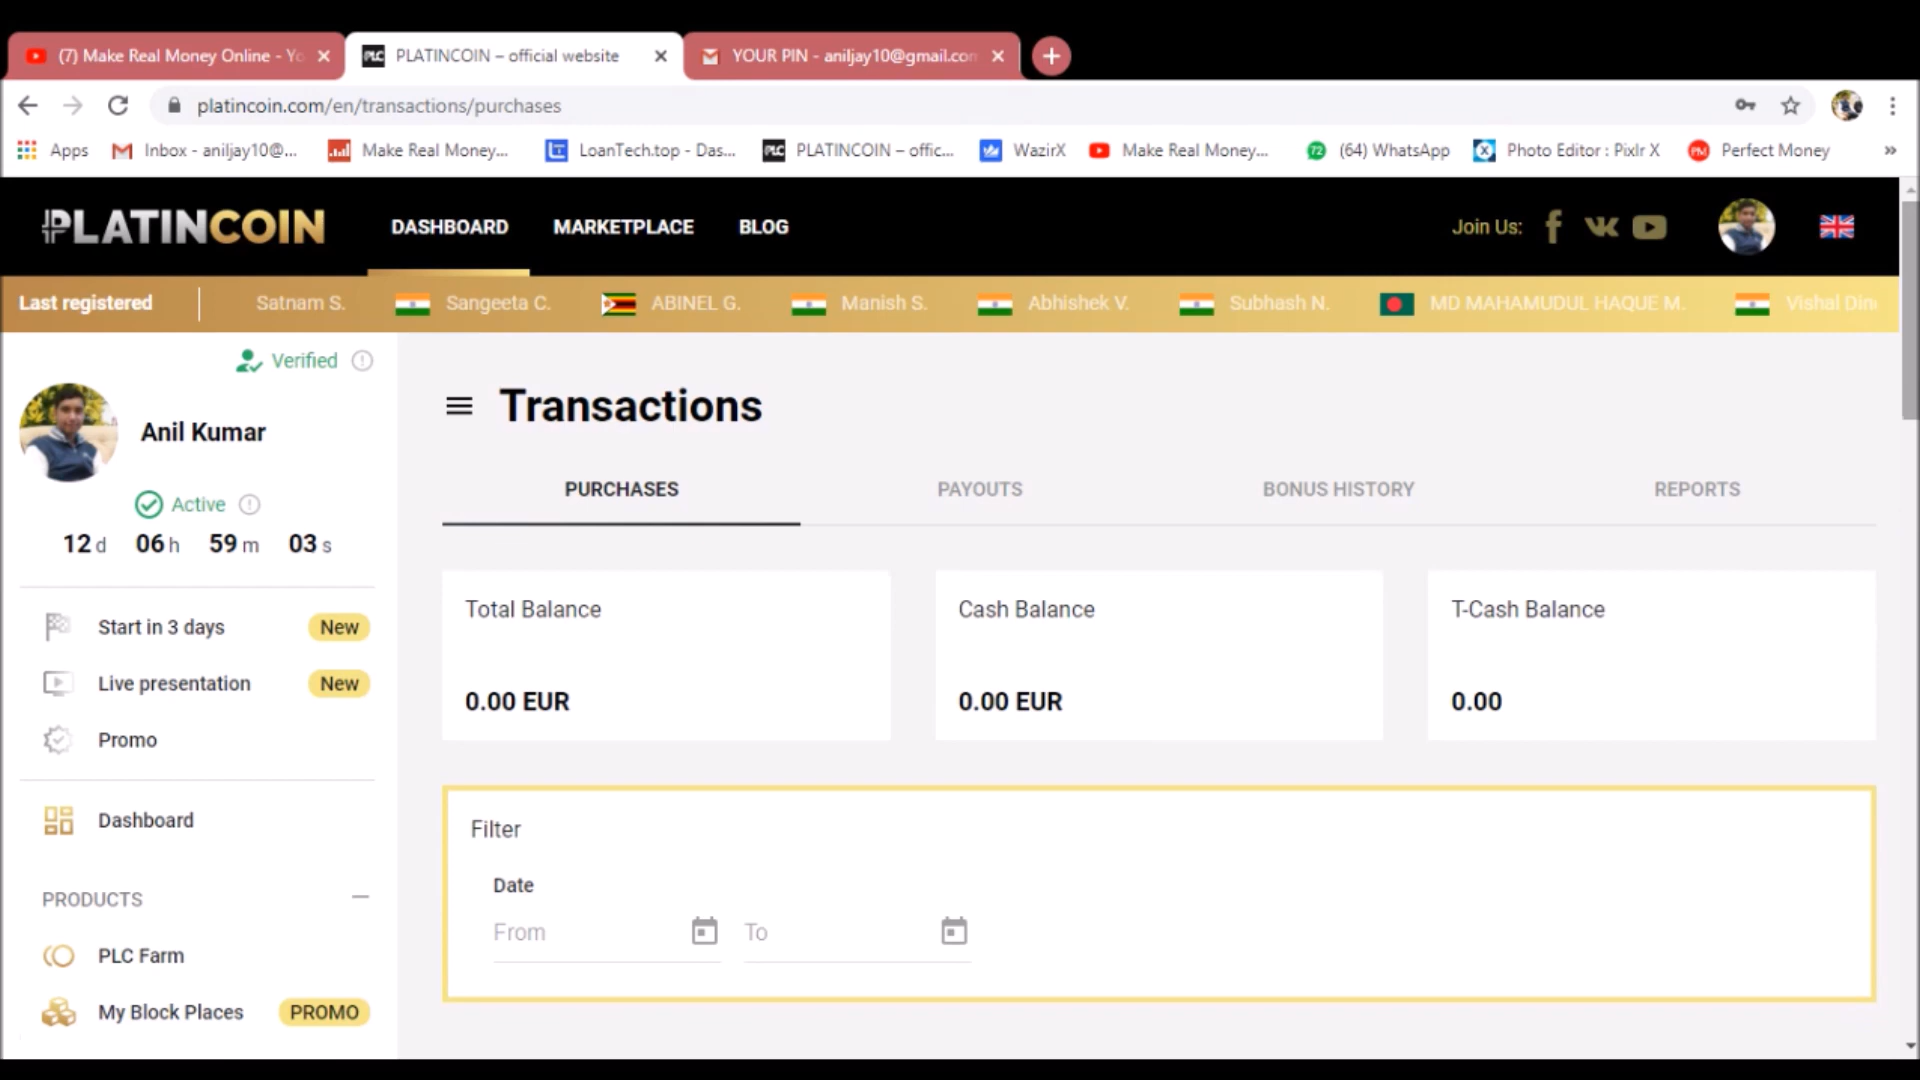 (7) Make Real Money Online - Yo
PLATINCOIN – official website
YOUR PIN - aniljay10@gmail.com
platincoin.com/en/transactions/purchases
Apps
Inbox - aniljay10@...
Make Real Money...
LoanTech.top - Das...
PLATINCOIN – offic...
WazirX
Make Real Money...
72
(64) WhatsApp
Photo Editor : Pixlr X
PM
Perfect Money
»
PLATINCOIN
DASHBOARD
MARKETPLACE
BLOG
Join Us:
Last registered
Satnam S.
Sangeeta C.
ABINEL G.
Manish S.
Abhishek V.
Subhash N.
MD MAHAMUDUL HAQUE M.
Vishal Din
Verified
Anil Kumar
Active
12 d 06 h 59 m 03 s
Start in 3 days
New
Live presentation
New
Promo
Dashboard
PRODUCTS
PLC Farm
My Block Places
PROMO
Transactions
PURCHASES
PAYOUTS
BONUS HISTORY
REPORTS
Total Balance
0.00 EUR
Cash Balance
0.00 EUR
T-Cash Balance
0.00
Filter
Date
From
To